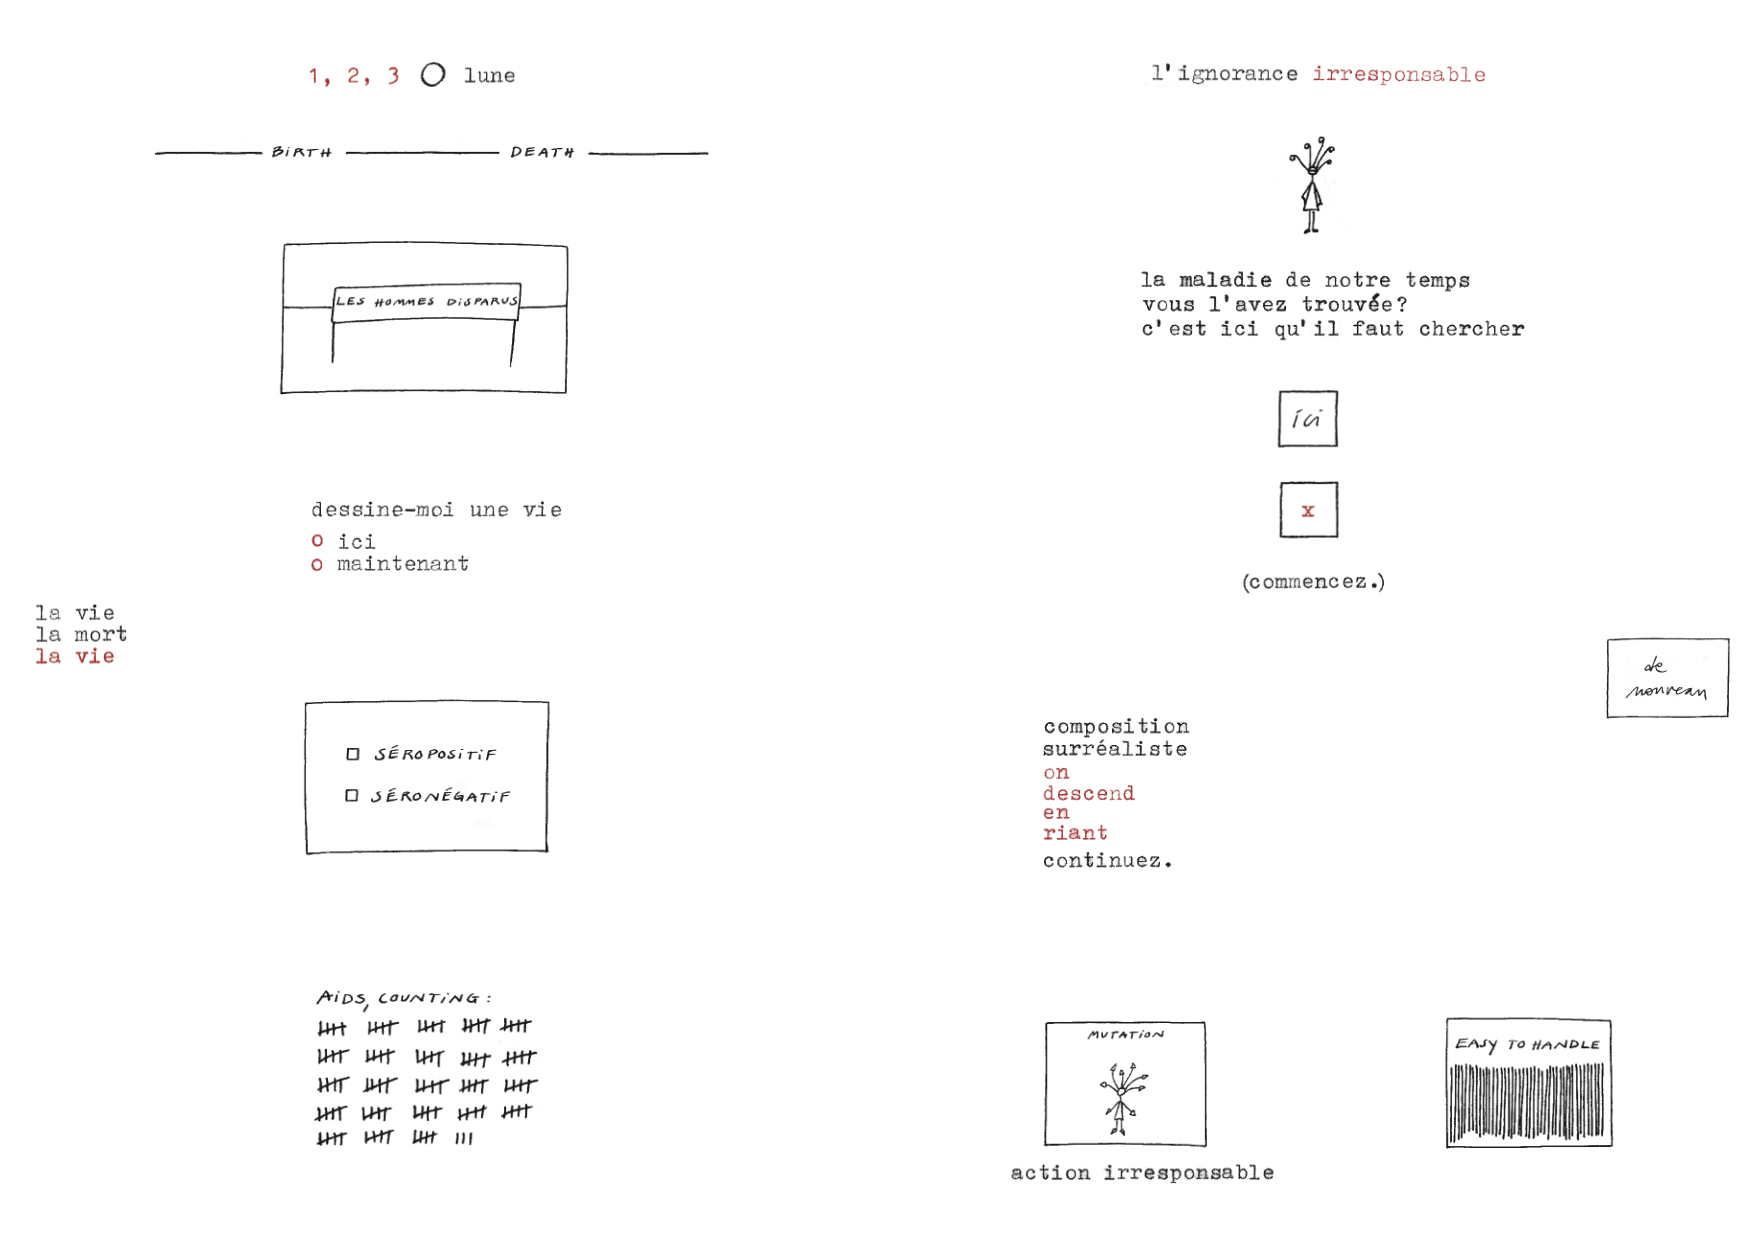 1, 2, 3 O lune
BiRTH DEATH
LES HOMMES DiSPARUS
dessine-moi une vie
o ici
o maintenant
la vie
la mort
la vie
SÉROPOSiTiF
SÉRONÉGATiF
AiDS, COUNTiNG:
l'ignorance irresponsable
la maladie de notre temps
vous l'avez trouvée?
c'est ici qu'il faut chercher
ici
x
(commencez.)
de
nouveau
composition
surréaliste
on
descend
en
riant
continuez.
MUTATiON
action irresponsable
EASY TO HANDLE